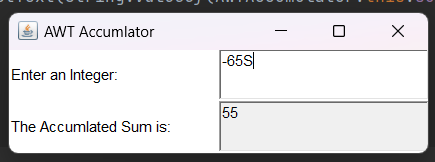 AWT Accumlator
Enter an Integer:
-65S
The Accumlated Sum is:
55